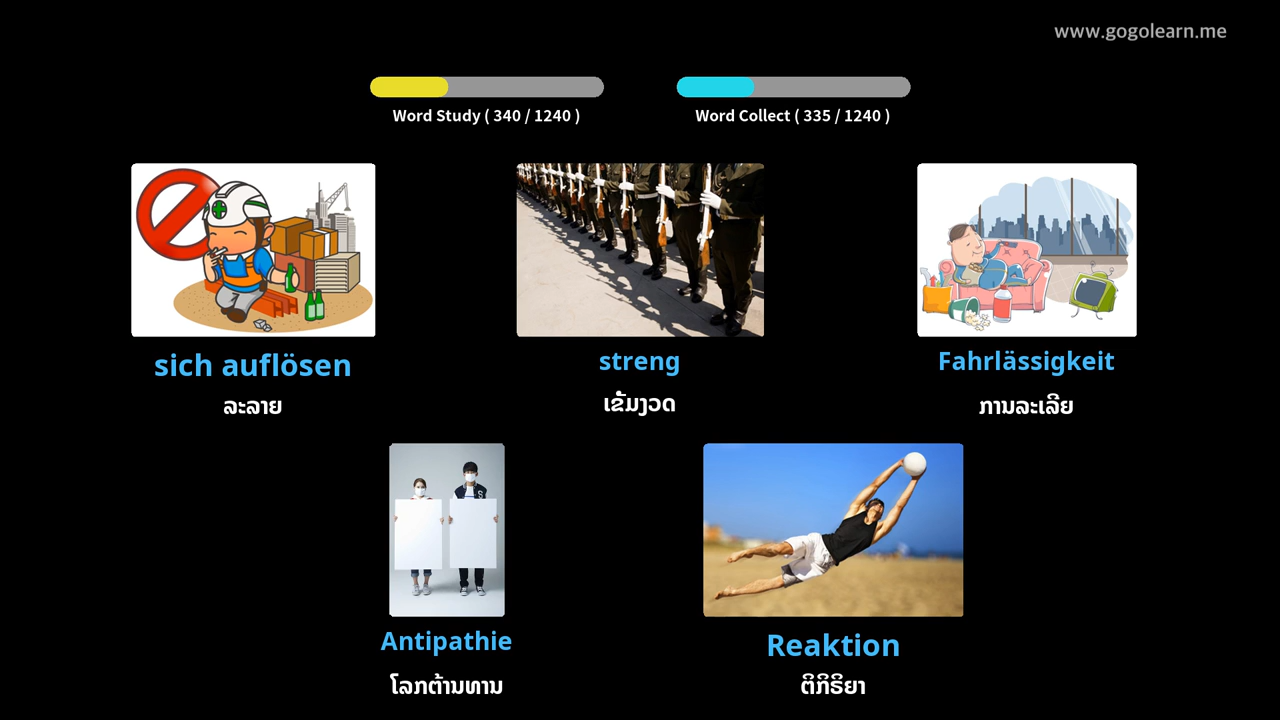 www.gogolearn.me
Word Study ( 340 / 1240 )
Word Collect ( 335 / 1240 )
sich auflösen
ລະລາຍ
streng
ເຂັ້ມງວດ
Fahrlässigkeit
ການລະເລີຍ
Antipathie
ໂລກຕ້ານທານ
Reaktion
ຕິກິຣິຍາ